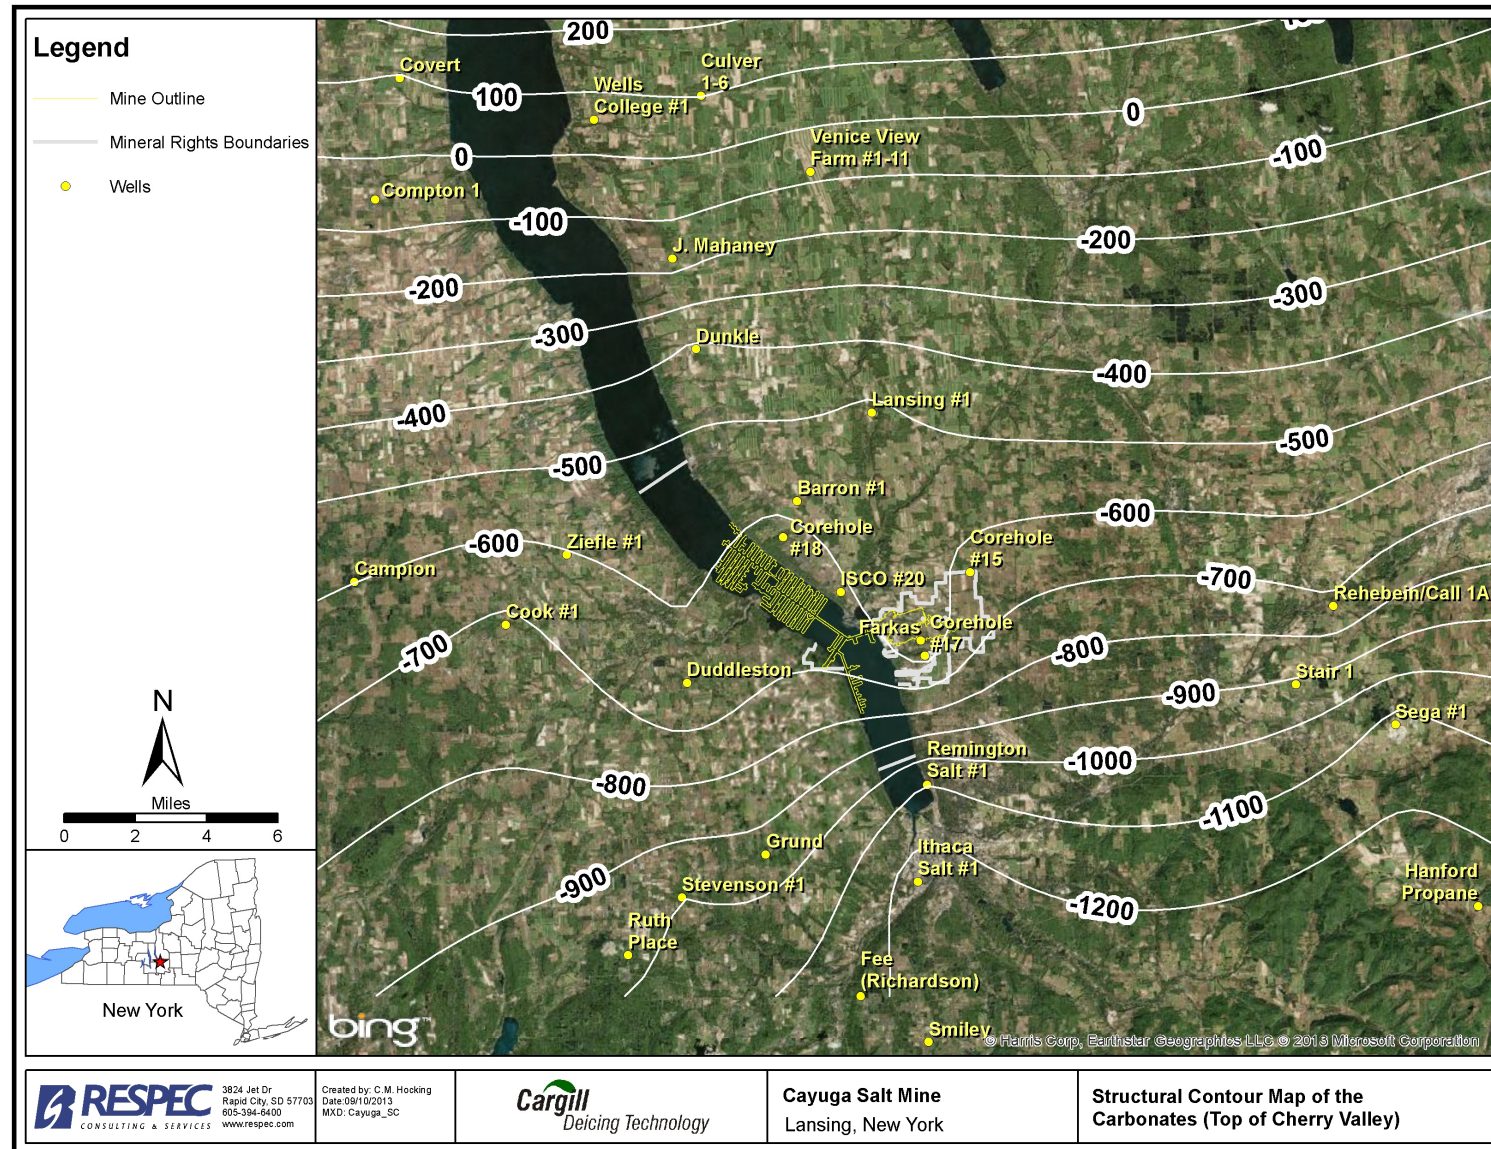 Legend
Mine Outline
Mineral Rights Boundaries
Wells
N
Miles
0 2 4 6
New York
200
Covert
Culver
1-6
Wells
College #1
100
0
Venice View
Farm #1-11
0
-100
Compton 1
-100
J. Mahaney
-200
-200
-300
-300
Dunkle
-400
-400
Lansing #1
-500
-500
Barron #1
-600
Corehole
#18
Corehole
#15
-600
Ziefle #1
Campion
ISCO #20
-700
Rehebein/Call 1A
Cook #1
Farkas
Corehole
#17
-700
-800
Duddleston
Stair 1
-900
Sega #1
Remington
Salt #1
-1000
-800
-1100
Grund
Ithaca
Salt #1
-900
Stevenson #1
Hanford
Propane
-1200
Ruth
Place
Fee
(Richardson)
bing™
Smiley
© Harris Corp, Earthstar Geographics LLC © 2013 Microsoft Corporation
RESPEC
CONSULTING & SERVICES
3824 Jet Dr
Rapid City, SD 57703
605-394-6400
www.respec.com
Created by: C.M. Hocking
Date:09/10/2013
MXD: Cayuga_SC
Cargill
Deicing Technology
Cayuga Salt Mine
Lansing, New York
Structural Contour Map of the
Carbonates (Top of Cherry Valley)